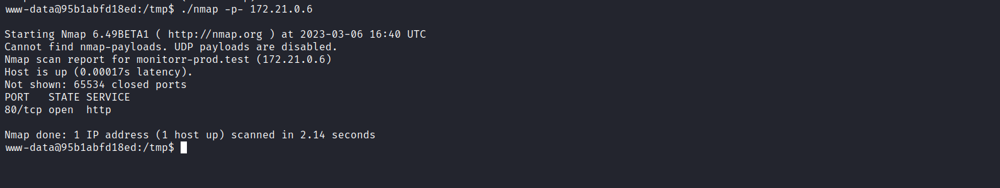 www-data@95b1abfd18ed:/tmp$ ./nmap -p- 172.21.0.6
Starting Nmap 6.49BETA1 ( http://nmap.org ) at 2023-03-06 16:40 UTC
Cannot find nmap-payloads. UDP payloads are disabled.
Nmap scan report for monitorr-prod.test (172.21.0.6)
Host is up (0.00017s latency).
Not shown: 65534 closed ports
PORT   STATE SERVICE
80/tcp open  http
Nmap done: 1 IP address (1 host up) scanned in 2.14 seconds
www-data@95b1abfd18ed:/tmp$